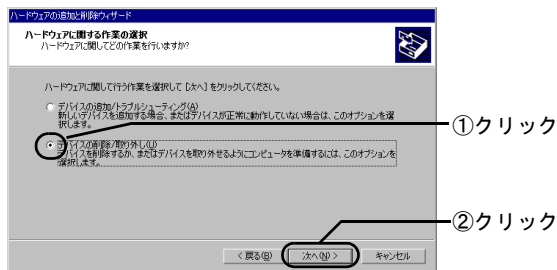 ハードウェアの追加と削除ウィザード
ハードウェアに関する作業の選択
ハードウェアに関してどの作業を行いますか?
ハードウェアに関して行う作業を選択して [次へ] をクリックしてください。
デバイスの追加/トラブルシューティング(A)
新しいデバイスを追加する場合、またはデバイスが正常に動作していない場合は、このオプションを選
択します。
①クリック
デバイスの削除/取り外し(U)
デバイスを削除するか、またはデバイスを取り外せるようにコンピュータを準備するには、このオプションを
選択します。
②クリック
< 戻る(B)
次へ(N) >
キャンセル